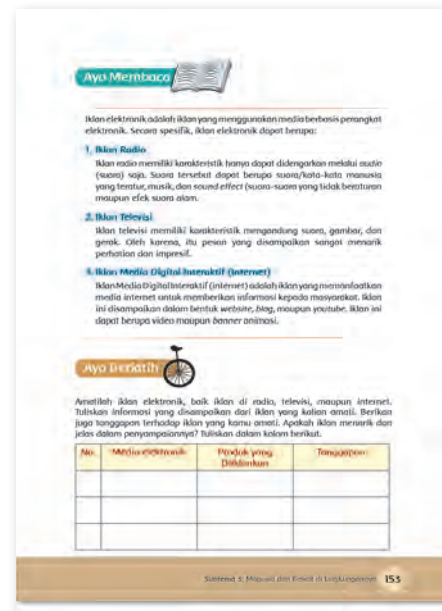 Ayo Membaca
Iklan elektronik adalah iklan yang menggunakan media berbasis perangkat
elektronik. Secara spesifik, iklan elektronik dapat berupa:
1. Iklan Radio
Iklan radio memiliki karakteristik hanya dapat didengarkan melalui audio
(suara) saja. Suara tersebut dapat berupa suara/kata-kata manusia
yang teratur, musik, dan sound effect (suara-suara yang tidak beraturan
maupun efek suara alam.
2. Iklan Televisi
Iklan televisi memiliki karakteristik mengandung suara, gambar, dan
gerak. Oleh karena, itu pesan yang disampaikan sangat menarik
perhatian dan impresif.
3. Iklan Media Digital Interaktif (Internet)
Iklan Media Digital Interaktif (internet) adalah iklan yang memanfaatkan
media internet untuk memberikan informasi kepada masyarakat. Iklan
ini disampaikan dalam bentuk website, blog, maupun youtube. Iklan ini
dapat berupa video maupun banner animasi.
Ayo Berlatih
Amatilah iklan elektronik, baik iklan di radio, televisi, maupun internet.
Tuliskan informasi yang disampaikan dari iklan yang kalian amati. Berikan
juga tanggapan terhadap iklan yang kamu amati. Apakah iklan menarik dan
jelas dalam penyampaiannya? Tuliskan dalam kolom berikut.
No. Media elektronik Produk yang Tanggapan
Diiklankan
Subtema 3: Manusia dan Benda di Lingkungannya 153